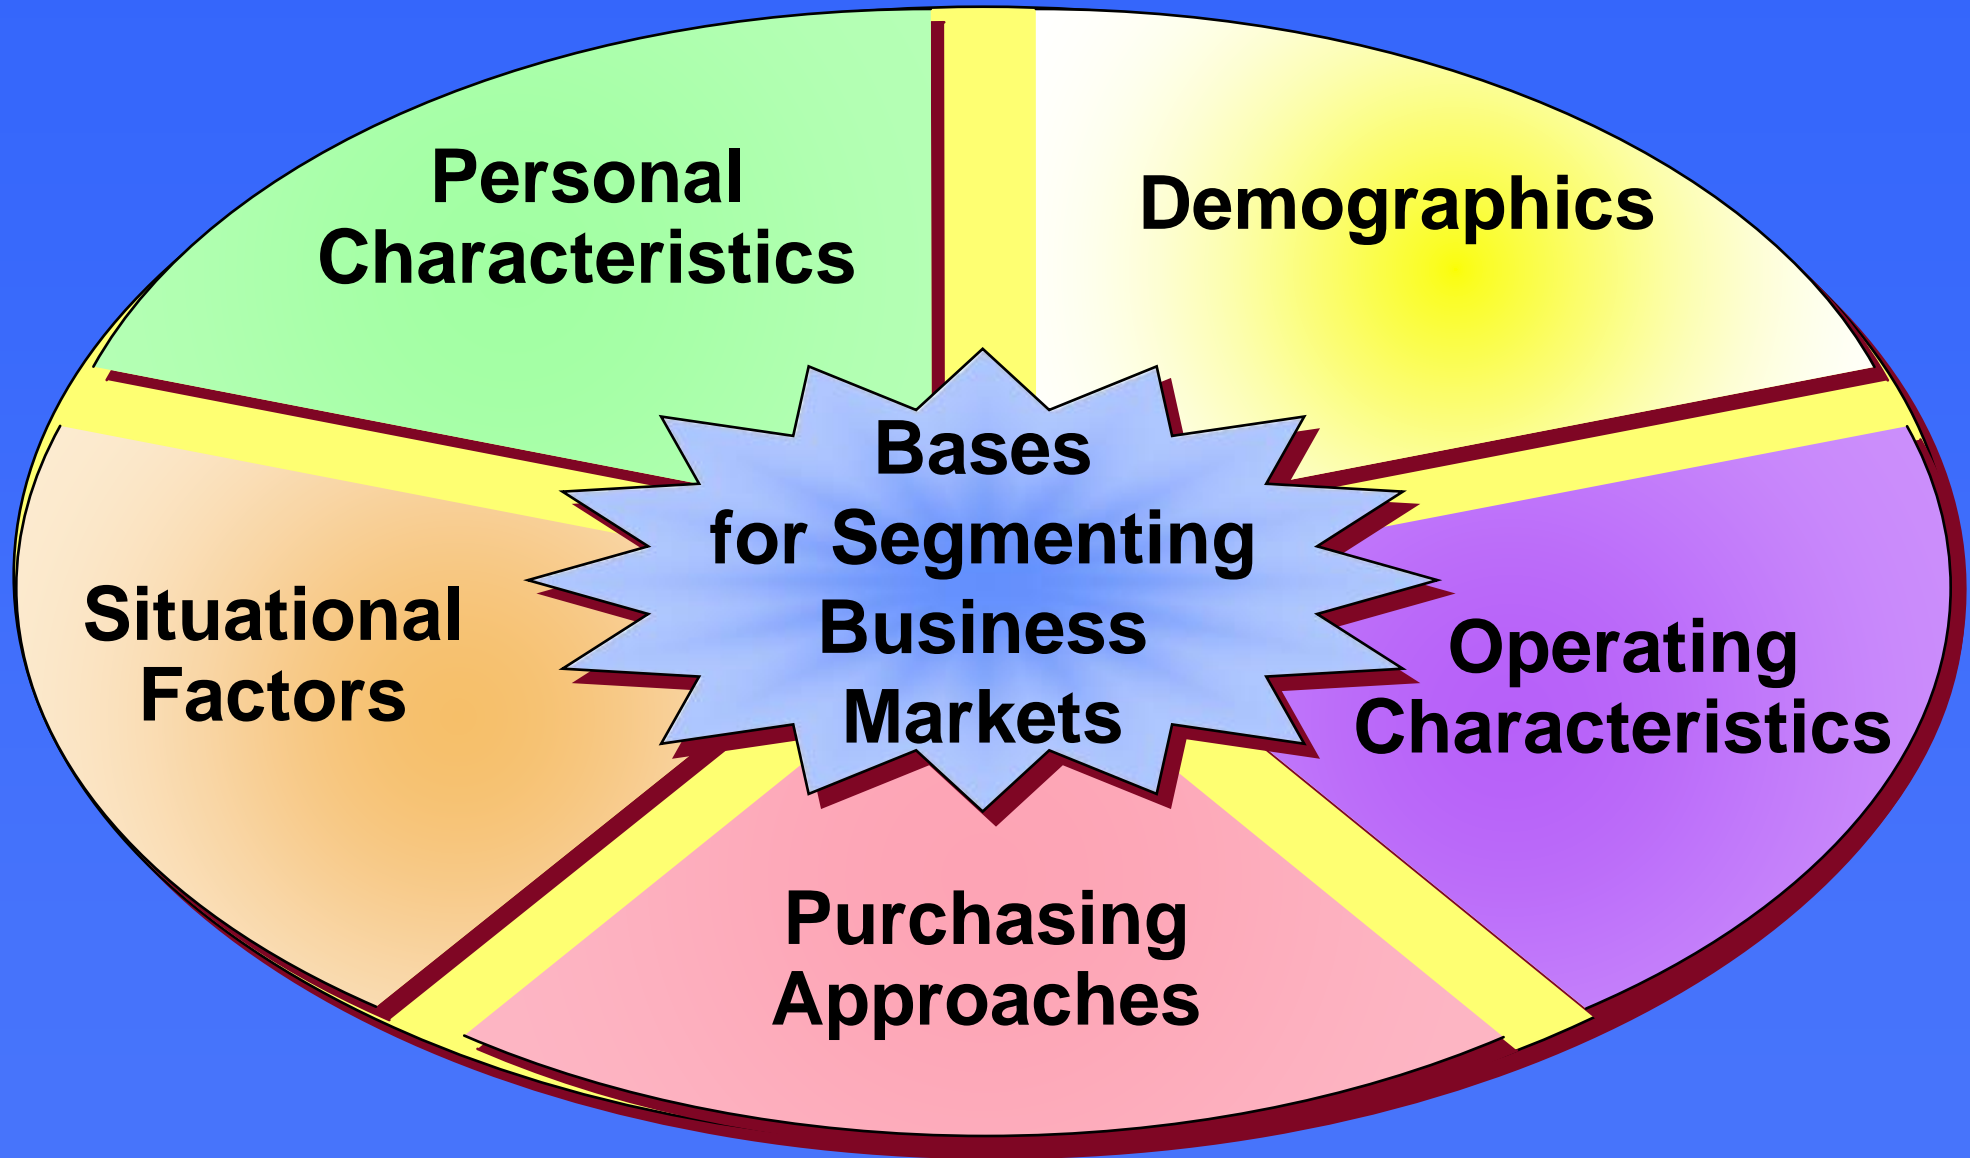 Personal
Characteristics
Demographics
Bases
for Segmenting
Business
Markets
Situational
Factors
Operating
Characteristics
Purchasing
Approaches